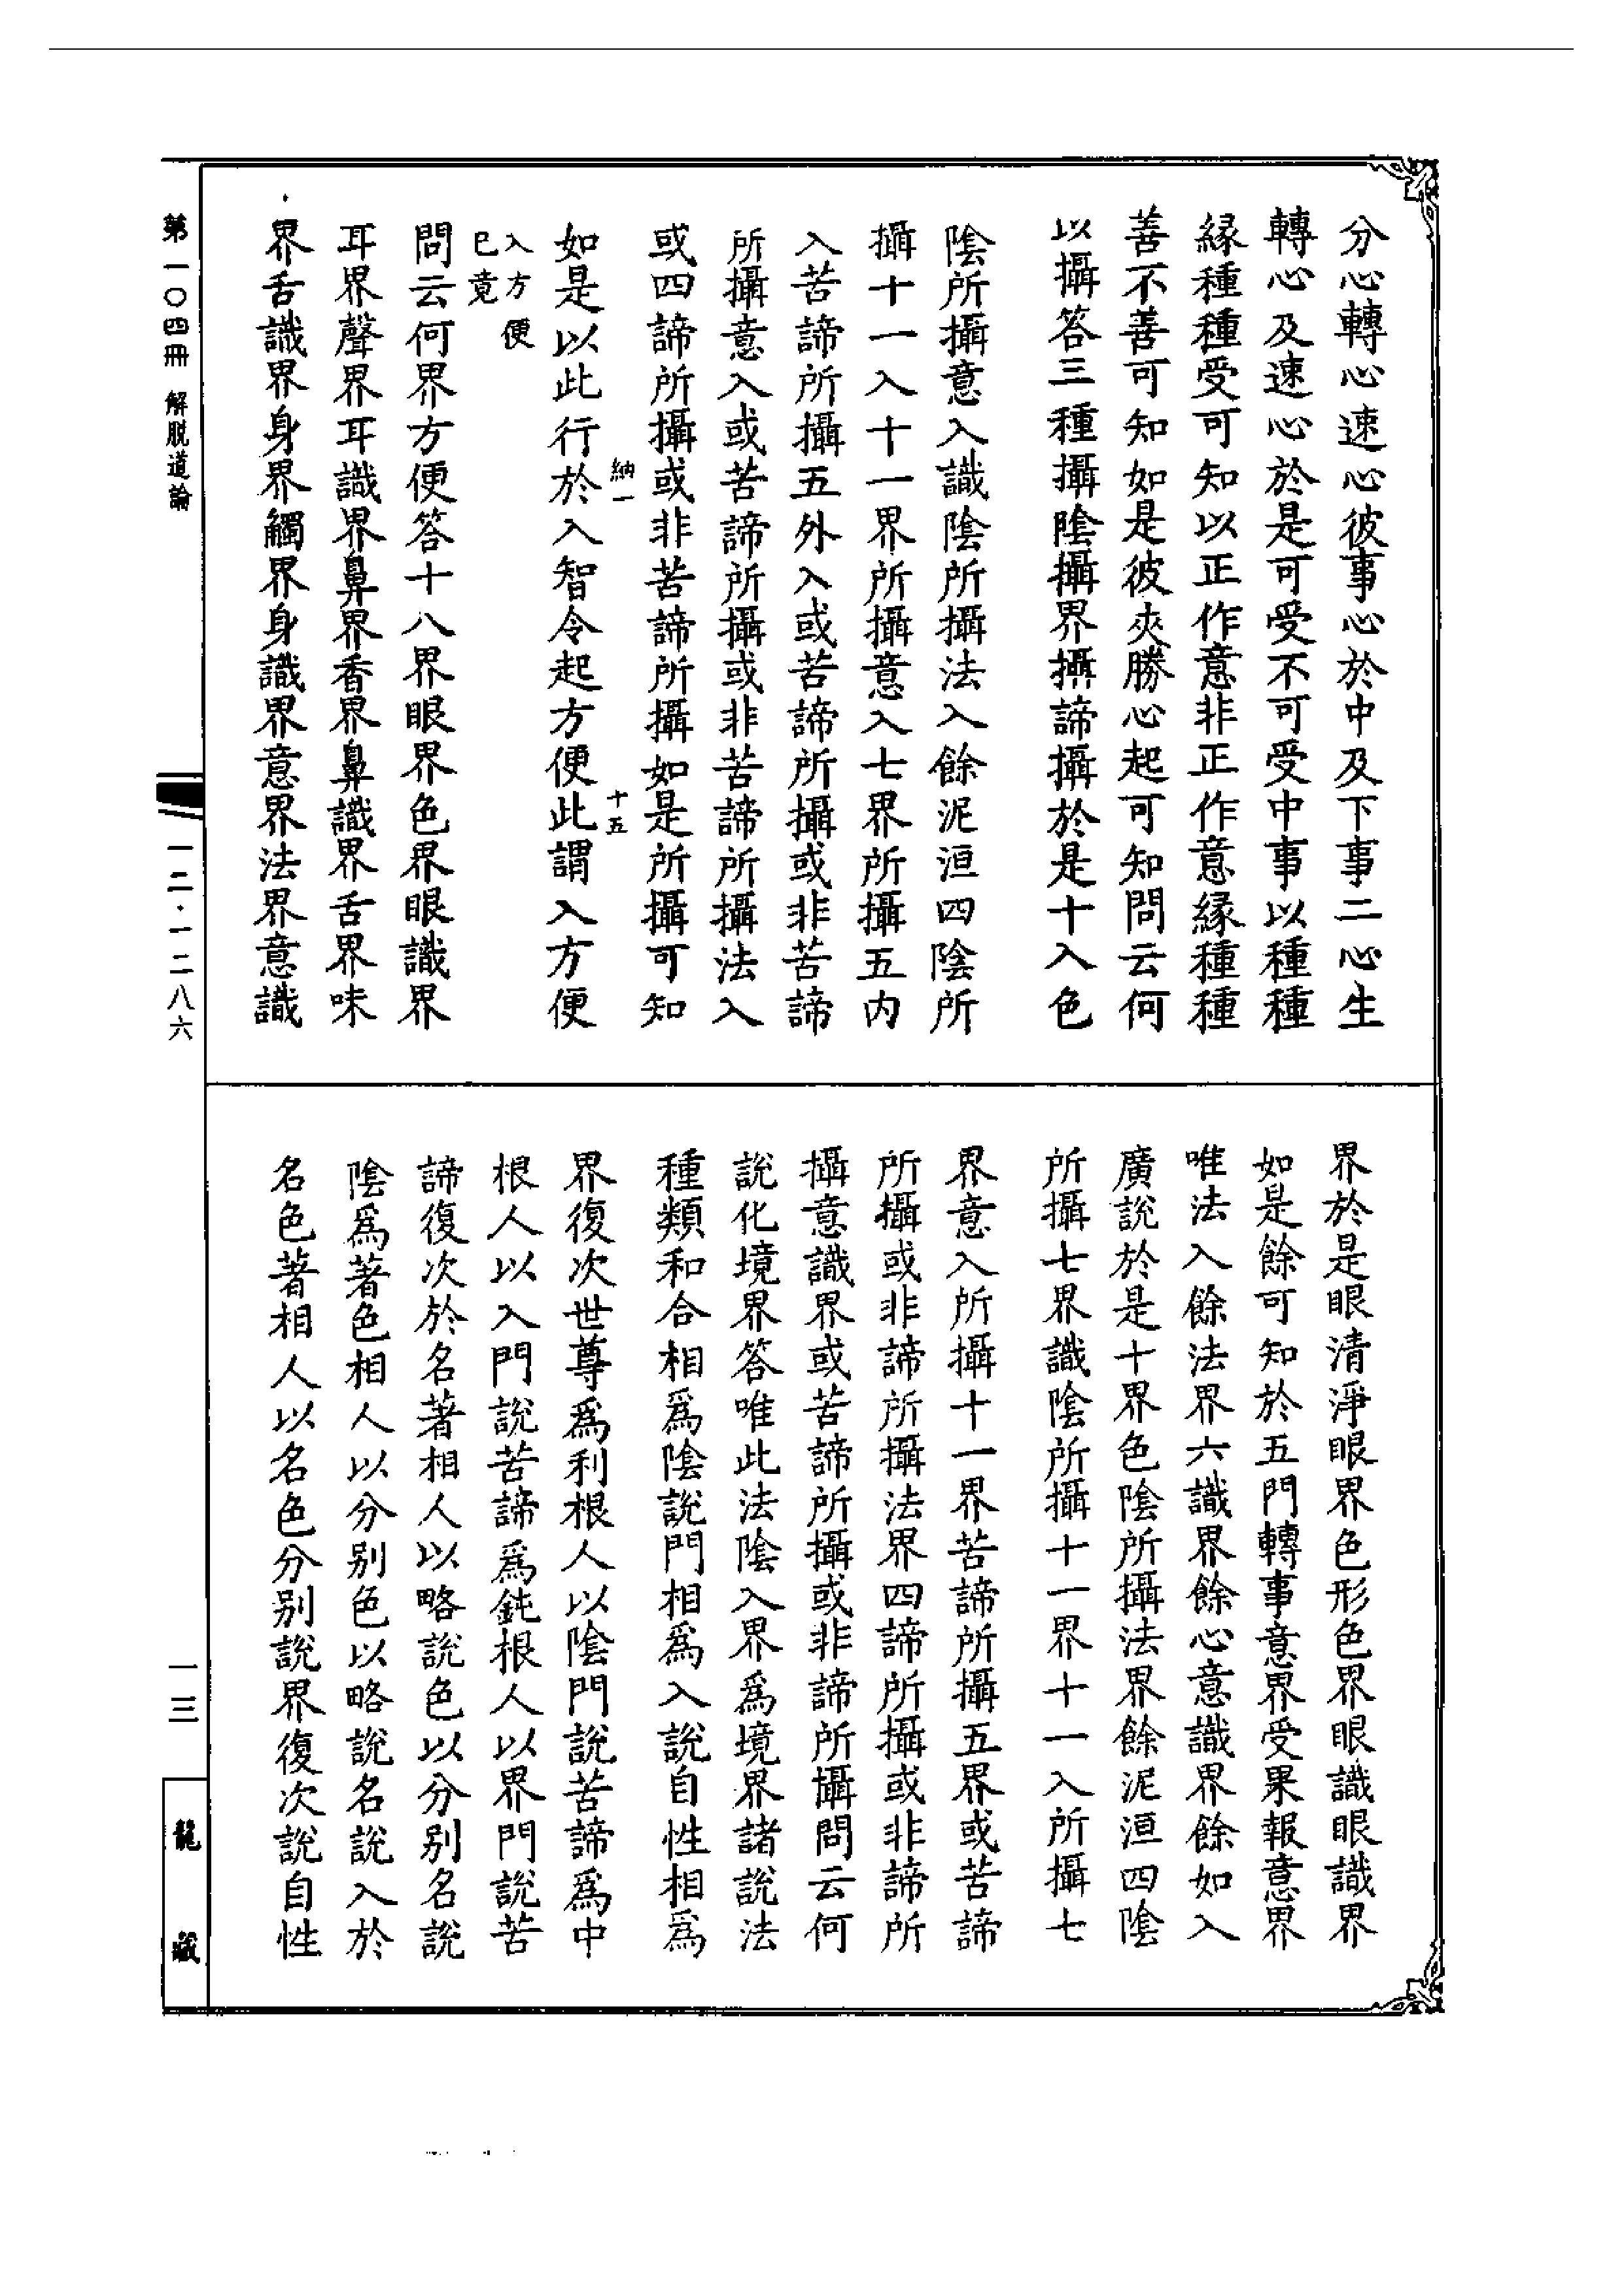 分心轉心速心彼事心於中及下事二心生
轉心及速心於是可受不可受中事以種種
緣種種受可知以正作意非正作意緣種種
善不善可知如是彼夾勝心起可知問云何
以攝答三種攝陰攝界攝諦攝於是十入色
陰所攝意入識陰所攝法入餘泥洹四陰所
攝十一入十一界所攝意入七界所攝五內
入苦諦所攝五外入或苦諦所攝或非苦諦
所攝意入或苦諦所攝或非苦諦所攝法入
或四諦所攝或非苦諦所攝如是所攝可知
納一
十五
如是以此行於入智令起方便此謂入方便
入方便
已竟
問云何界方便答十八界眼界色界眼識界
耳界聲界耳識界鼻界香界鼻識界舌界味
界舌識界身界觸界身識界意界法界意識
界於是眼清淨眼界色形色界眼識眼識界
如是餘可知於五門轉事意界受果報意界
唯法入餘法界六識界餘心意識界餘如入
廣說於是十界色陰所攝法界餘泥洹四陰
所攝七界識陰所攝十一界十一入所攝七
界意入所攝十一界苦諦所攝五界或苦諦
所攝或非諦所攝法界四諦所攝或非諦所
攝意識界或苦諦所攝或非諦所攝問云何
說化境界答唯此法陰入界為境界諸說法
種類和合相為陰說門相為入說自性相為
界復次世尊為利根人以陰門說苦諦為中
根人以入門說苦諦為鈍根人以界門說苦
諦復次於名著相人以略說色以分別名說
陰為著色相人以分別色以略說名說入於
名色著相人以名色分別說界復次說自性
第一〇四冊 解脫道論
一二·一二八六
一三
龍藏